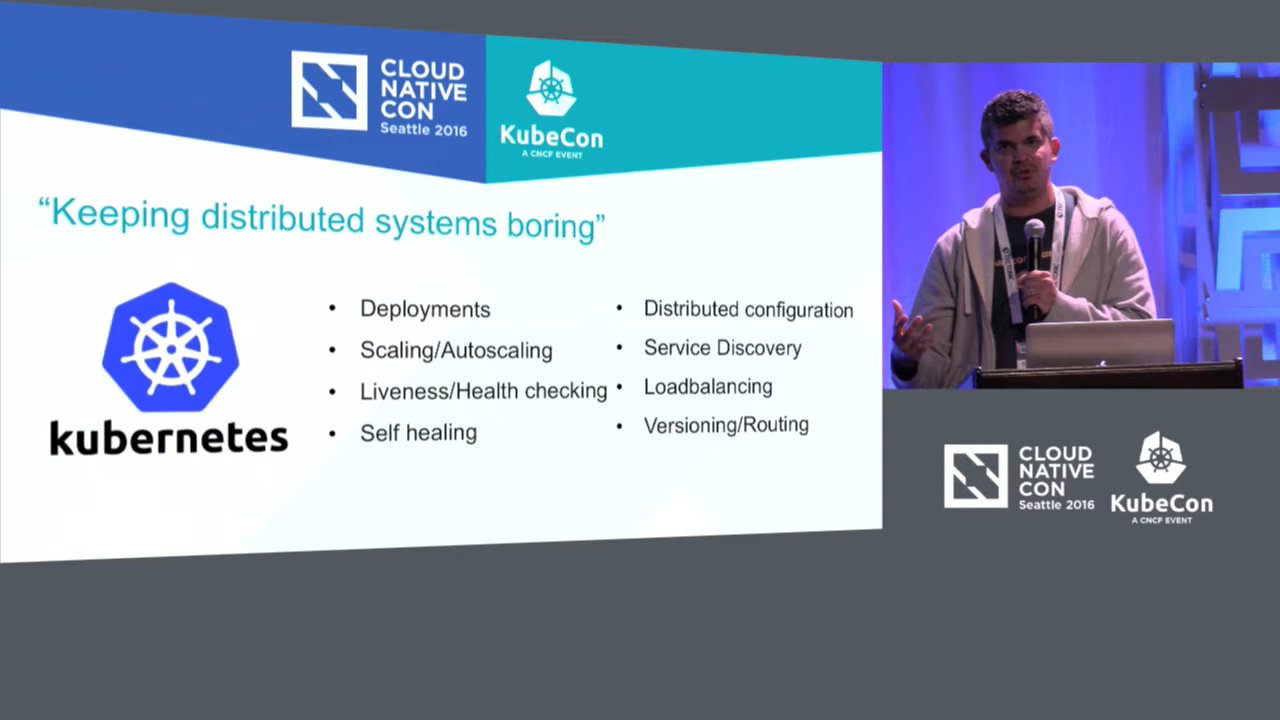 CLOUD
NATIVE
CON
Seattle 2016
KubeCon
A CNCF EVENT
“Keeping distributed systems boring”
kubernetes
• Deployments
• Scaling/Autoscaling
• Liveness/Health checking
• Self healing
• Distributed configuration
• Service Discovery
• Loadbalancing
• Versioning/Routing
CLOUD
NATIVE
CON
Seattle 2016
KubeCon
A CNCF EVENT